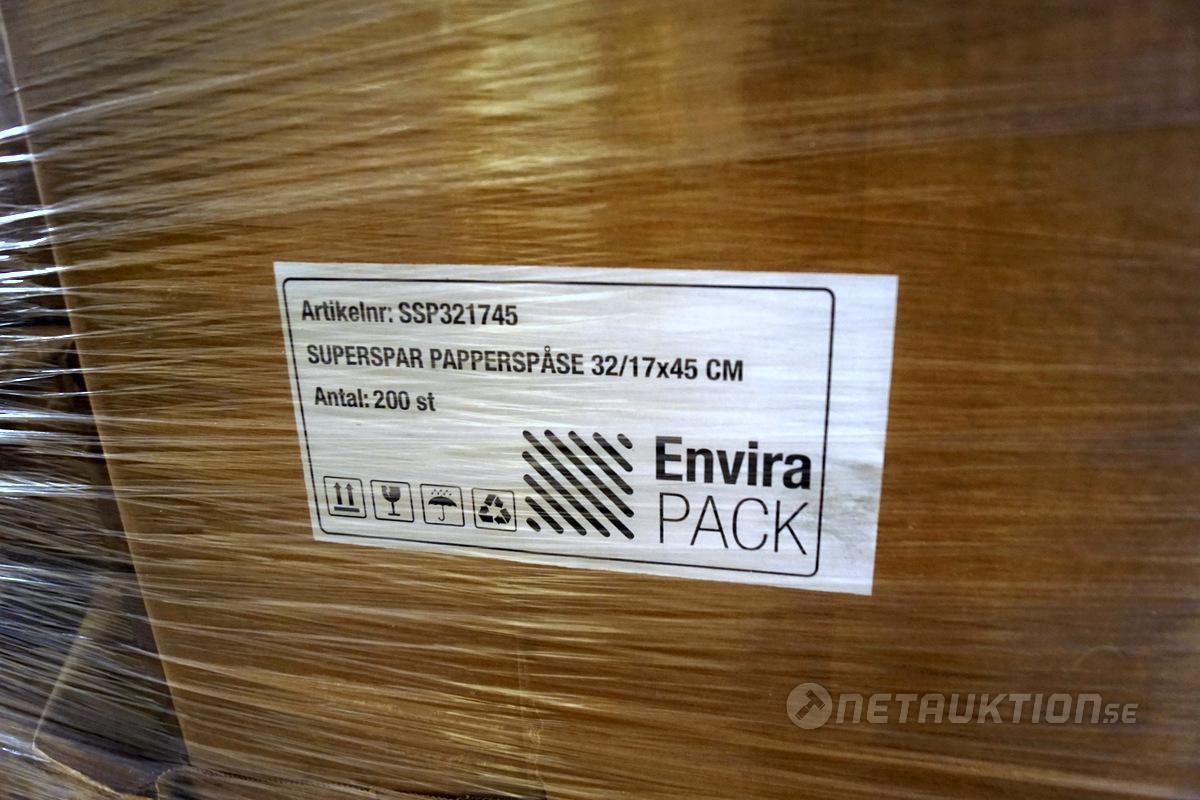 Artikelnr: SSP321745
SUPERSPAR PAPPERSPÅSE 32/17x45 CM
Antal: 200 st
Envira
PACK
NETAUKTION.SE